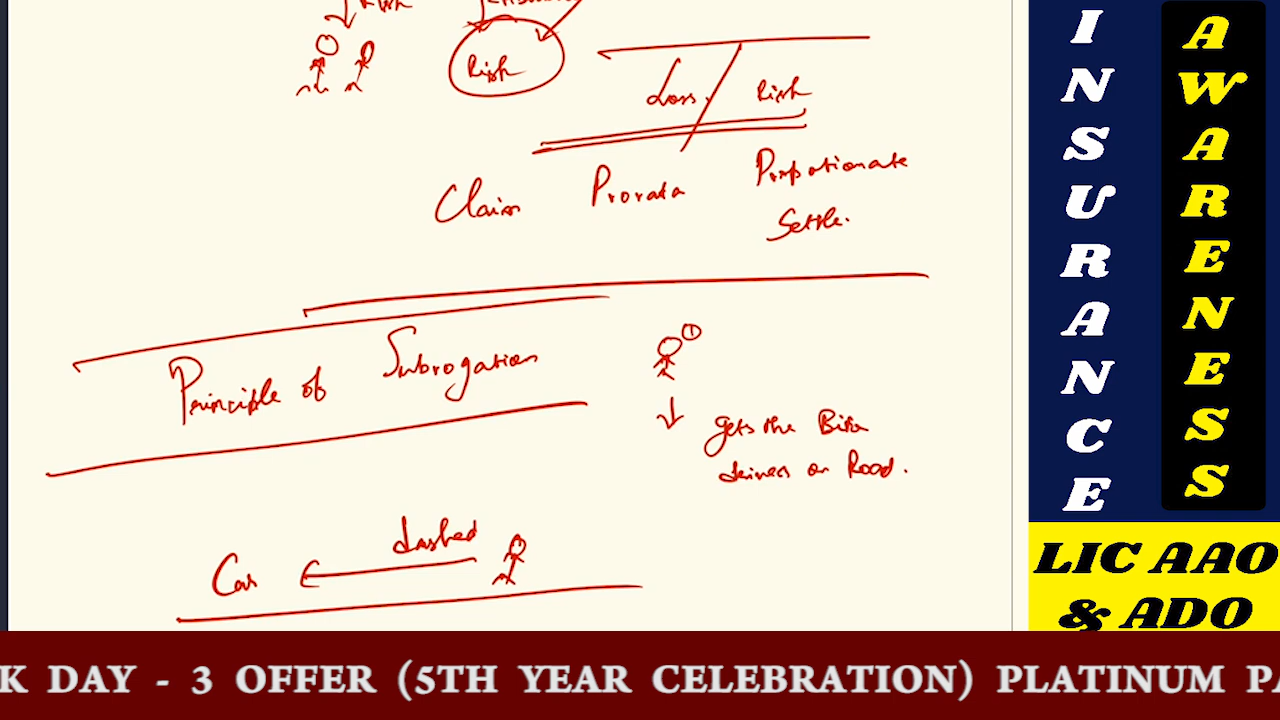 Risk
Loss. Risk
Claim Prorata Propotionate
Settle.
Principle of Subrogation
1
gets the Bike
drives on Road.
Car dashed
INSURANCE
AWARENESS
LIC AAO
& ADO
K DAY - 3 OFFER (5TH YEAR CELEBRATION) PLATINUM PA